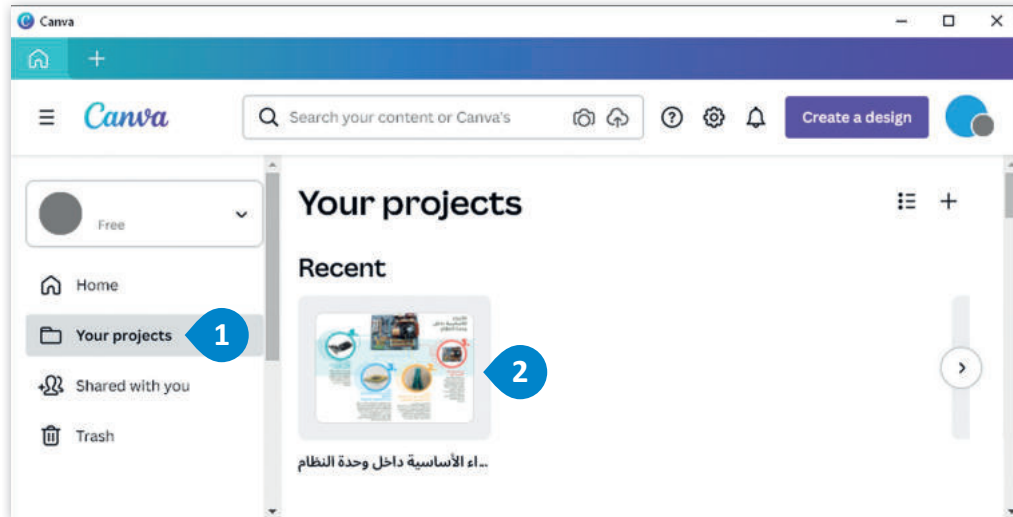 Canva
Canva
Search your content or Canva's
Create a design
Free
Home
Your projects
1
Shared with you
Trash
Your projects
Recent
2
...اء الأساسية داخل وحدة النظام